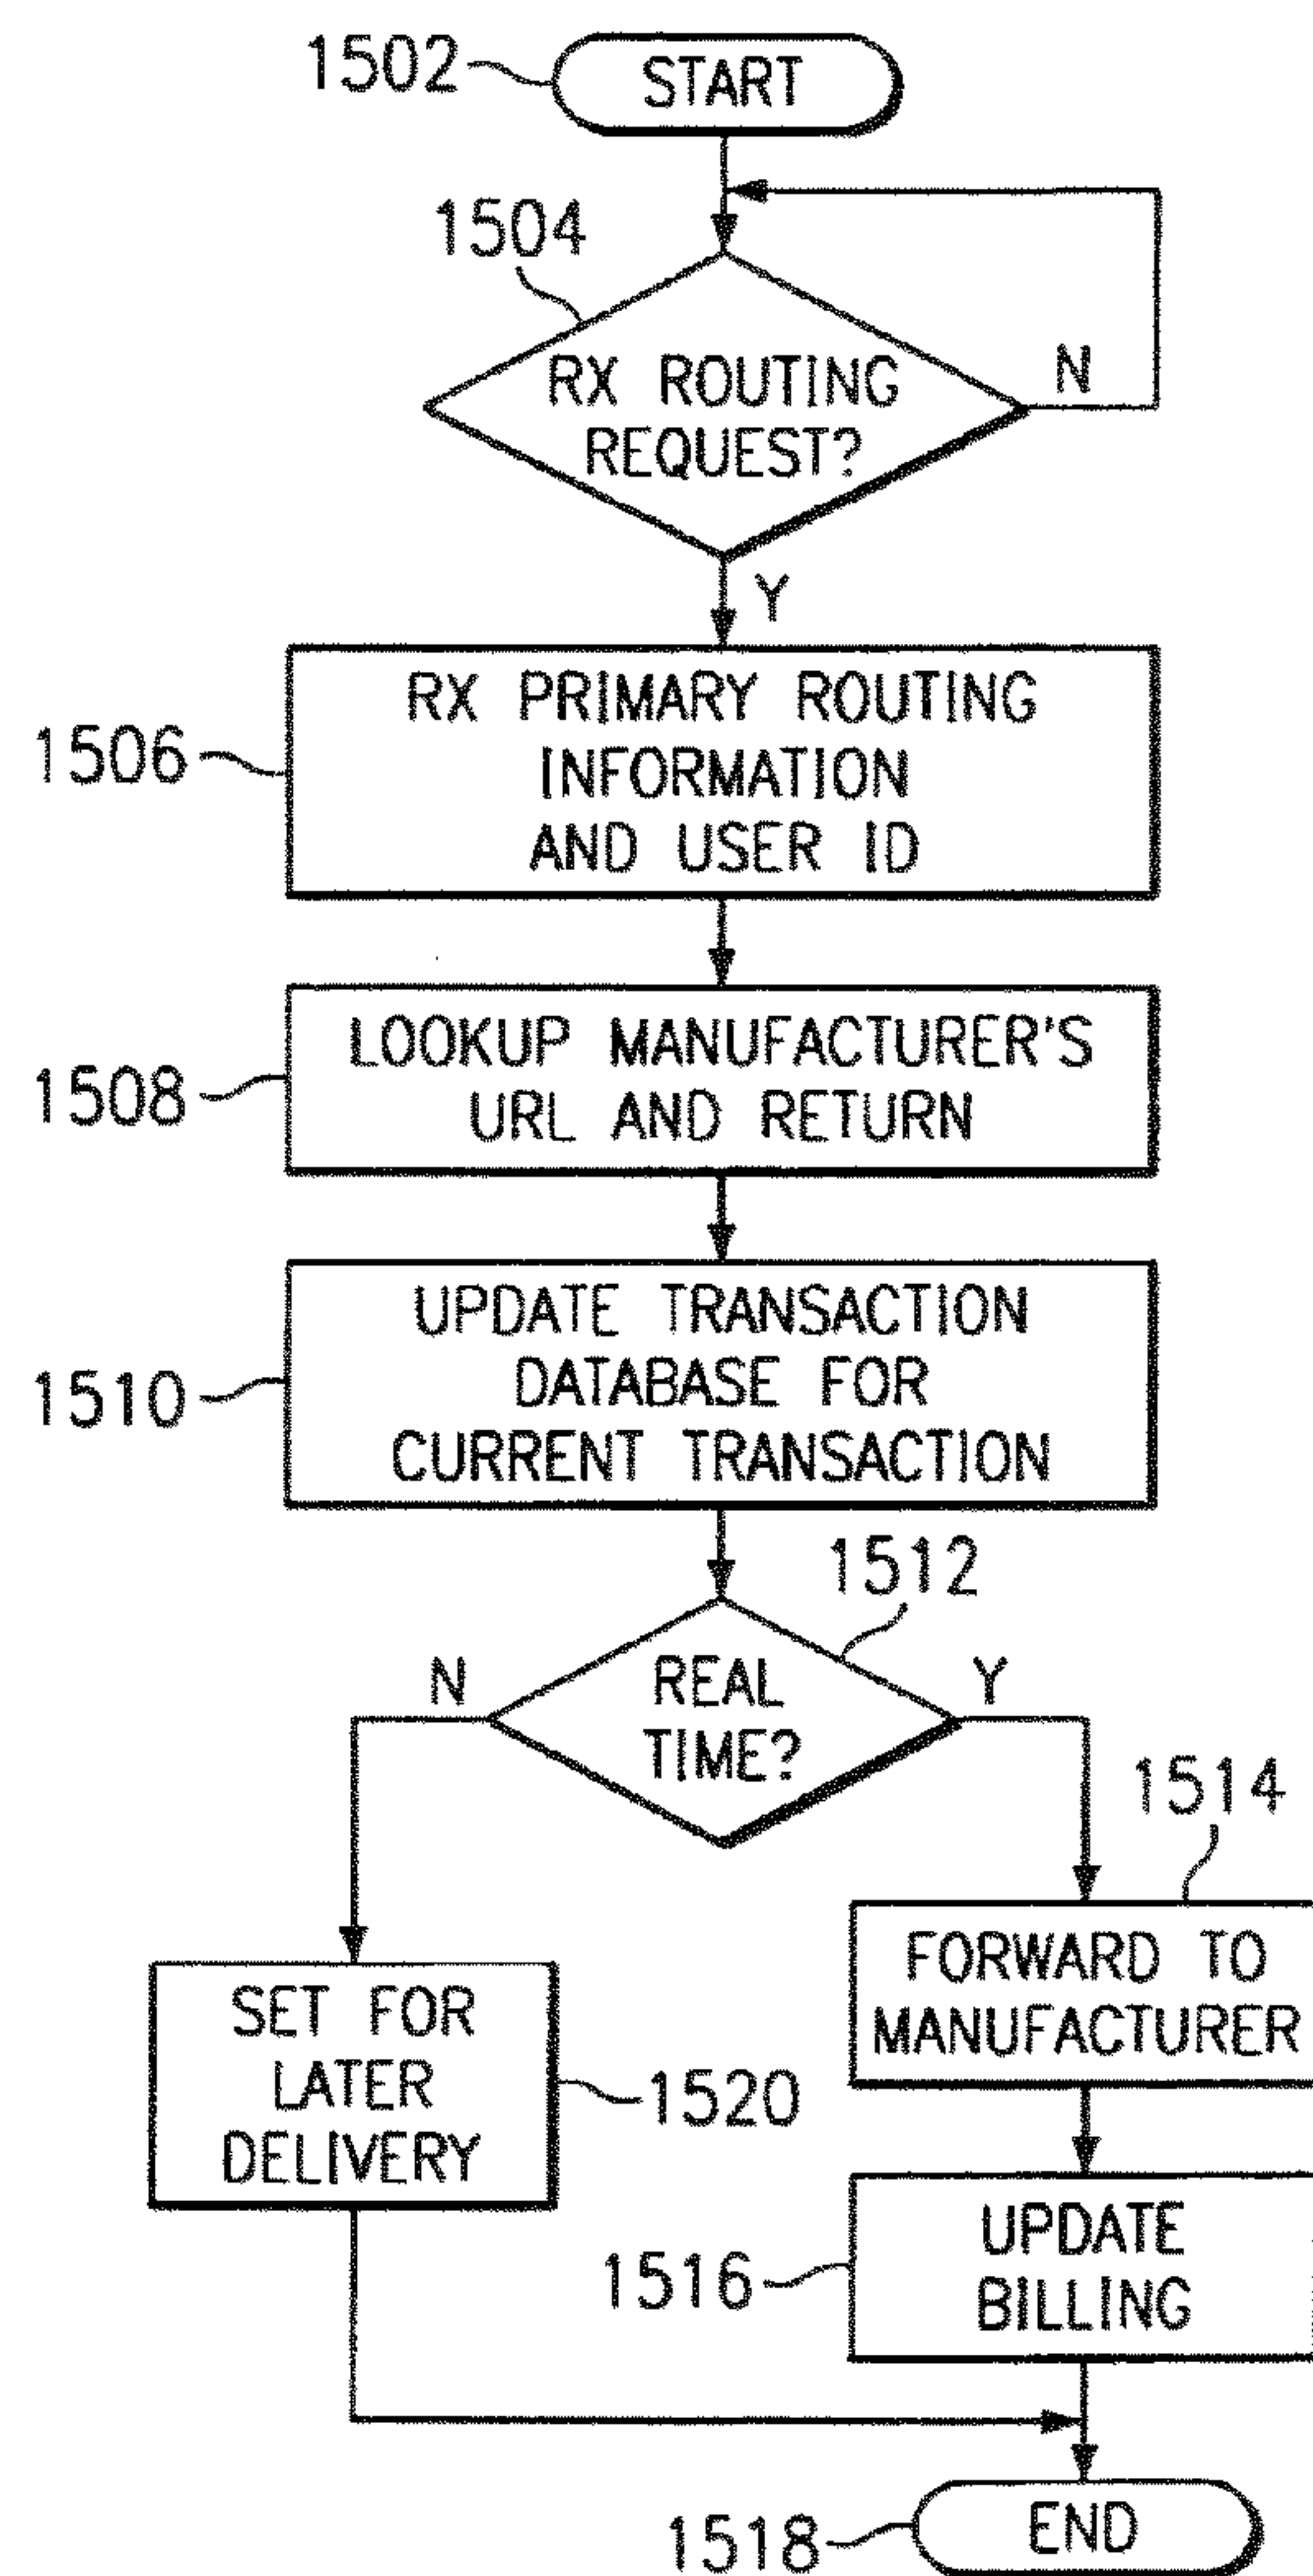 1502
START
1504
RX ROUTING
REQUEST?
N
Y
1506
RX PRIMARY ROUTING
INFORMATION
AND USER ID
1508
LOOKUP MANUFACTURER'S
URL AND RETURN
1510
UPDATE TRANSACTION
DATABASE FOR
CURRENT TRANSACTION
1512
N
REAL
TIME?
Y
1514
FORWARD TO
MANUFACTURER
SET FOR
LATER
DELIVERY
1520
1516
UPDATE
BILLING
1518
END